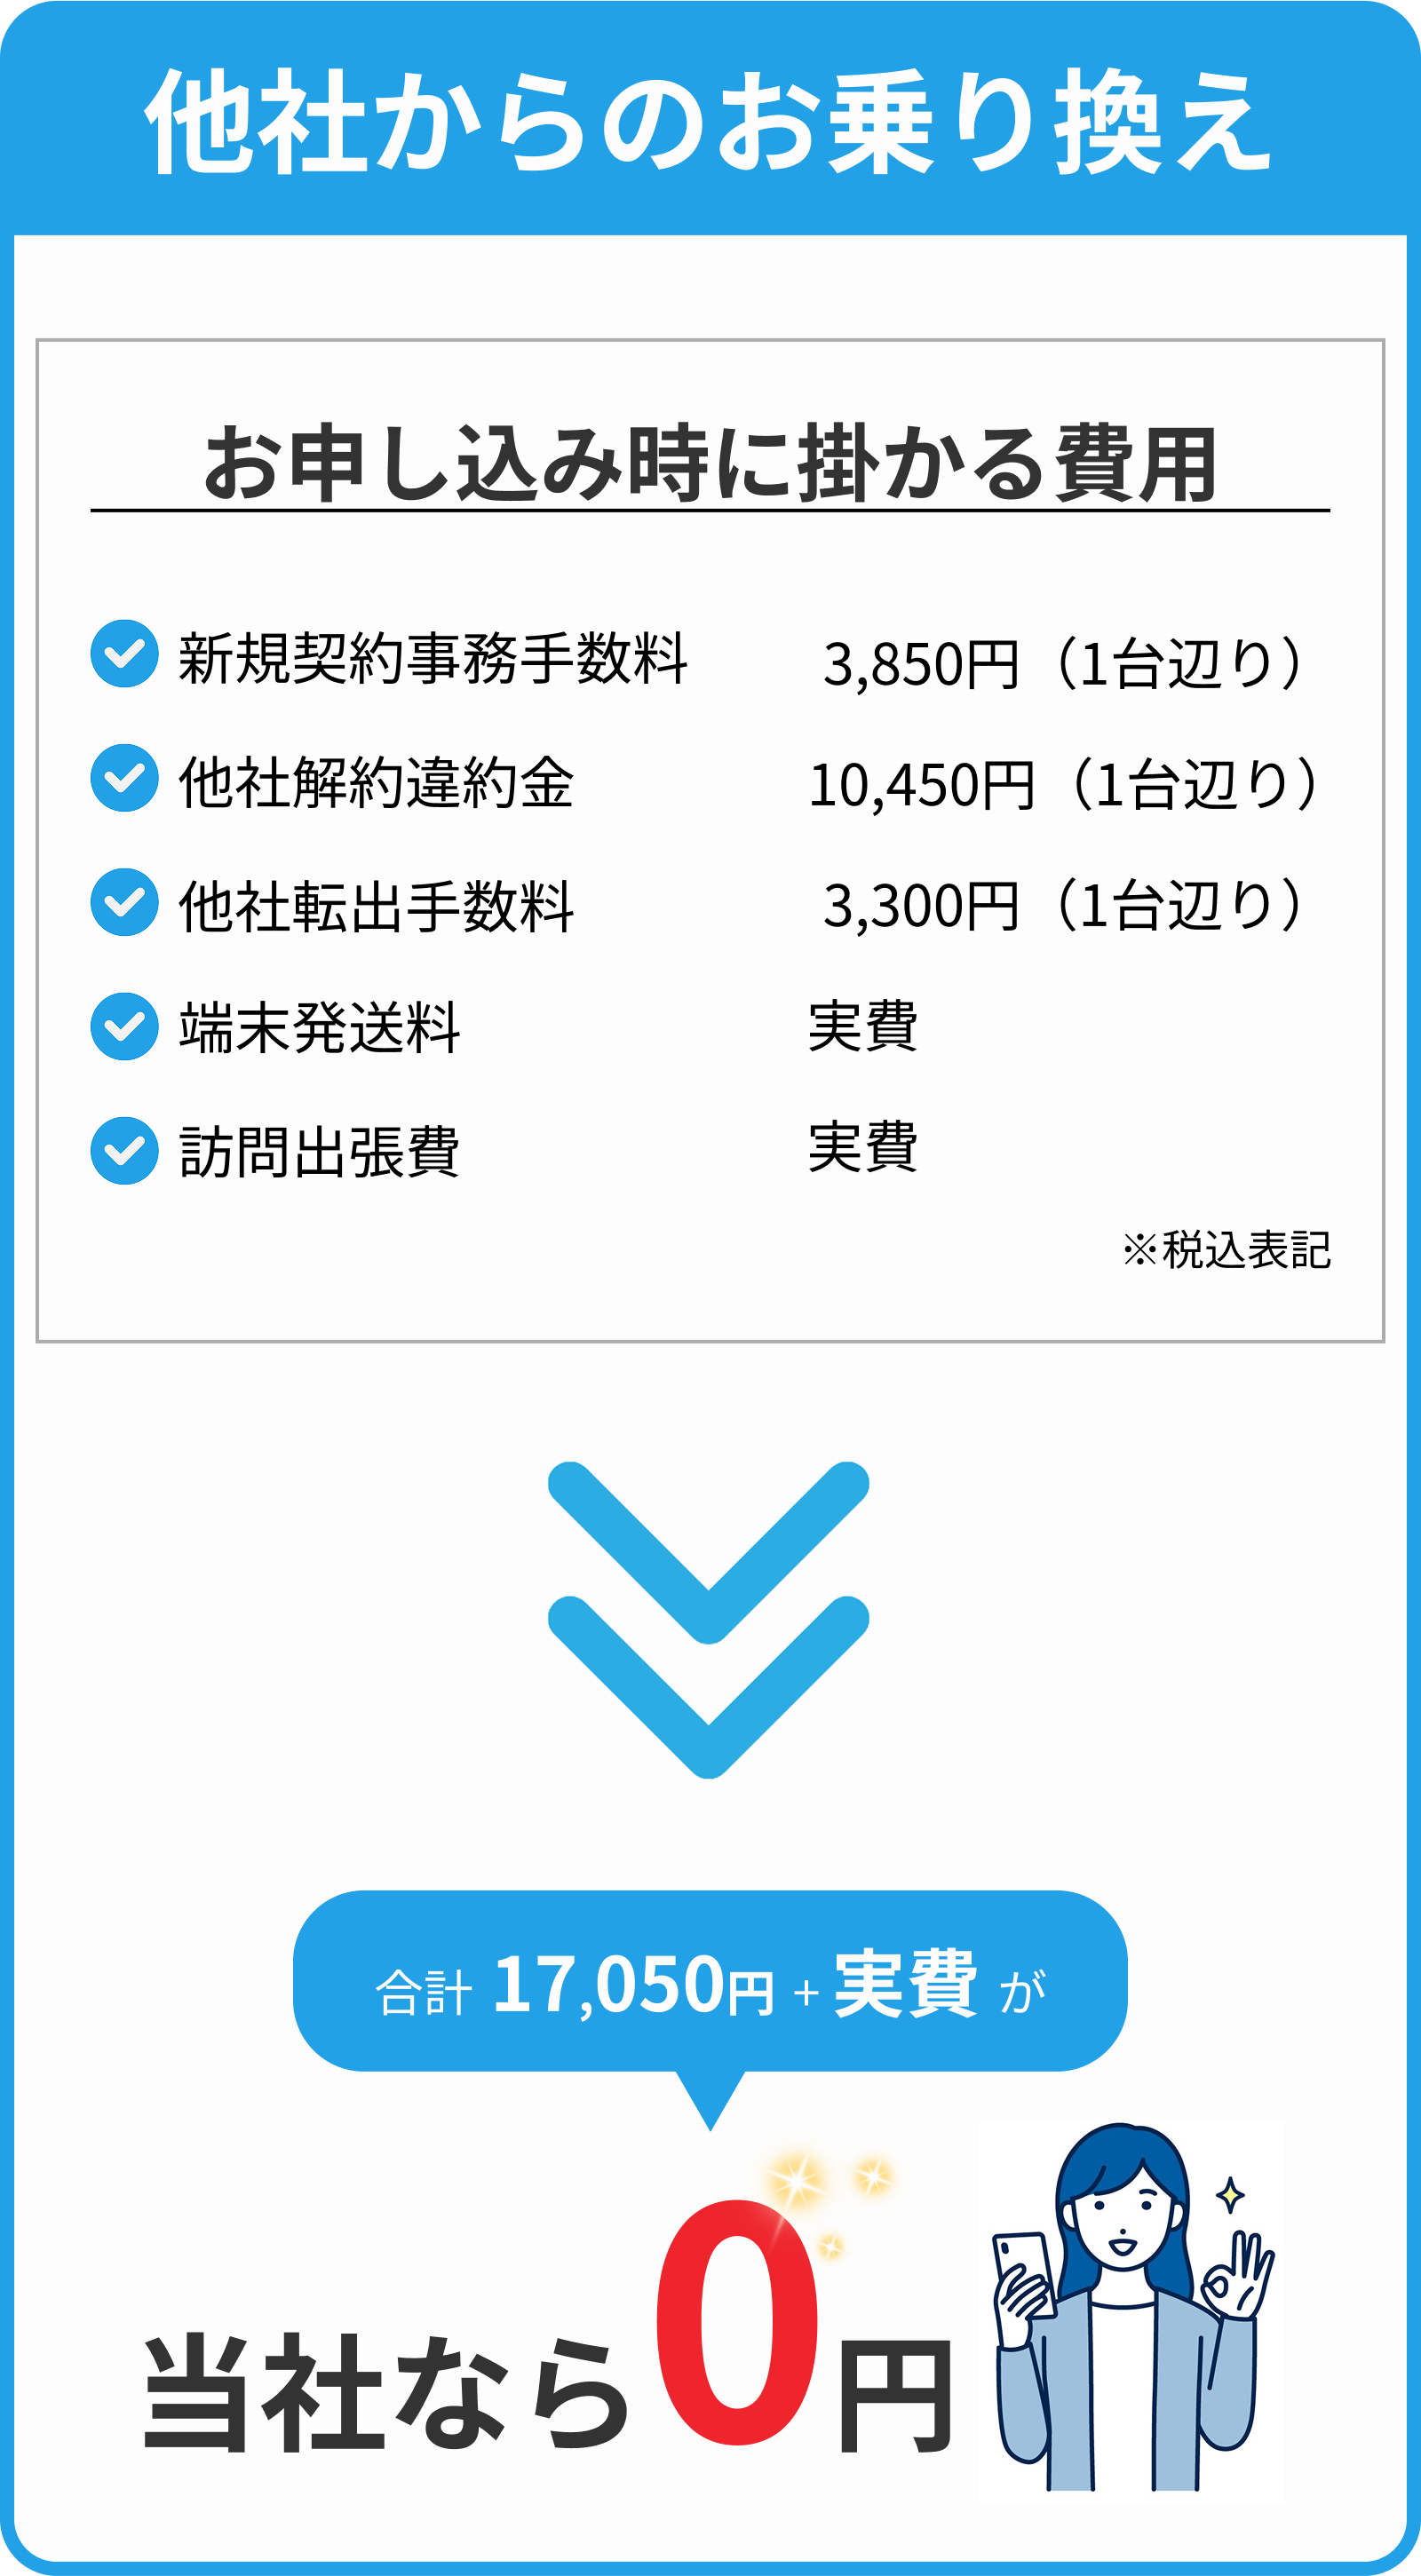 他社からのお乗り換え
お申し込み時に掛かる費用
新規契約事務手数料 3,850円（1台辺り）
他社解約違約金 10,450円（1台辺り）
他社転出手数料 3,300円（1台辺り）
端末発送料 実費
訪問出張費 実費
※税込表記
合計 17,050円 + 実費 が
当社なら0円